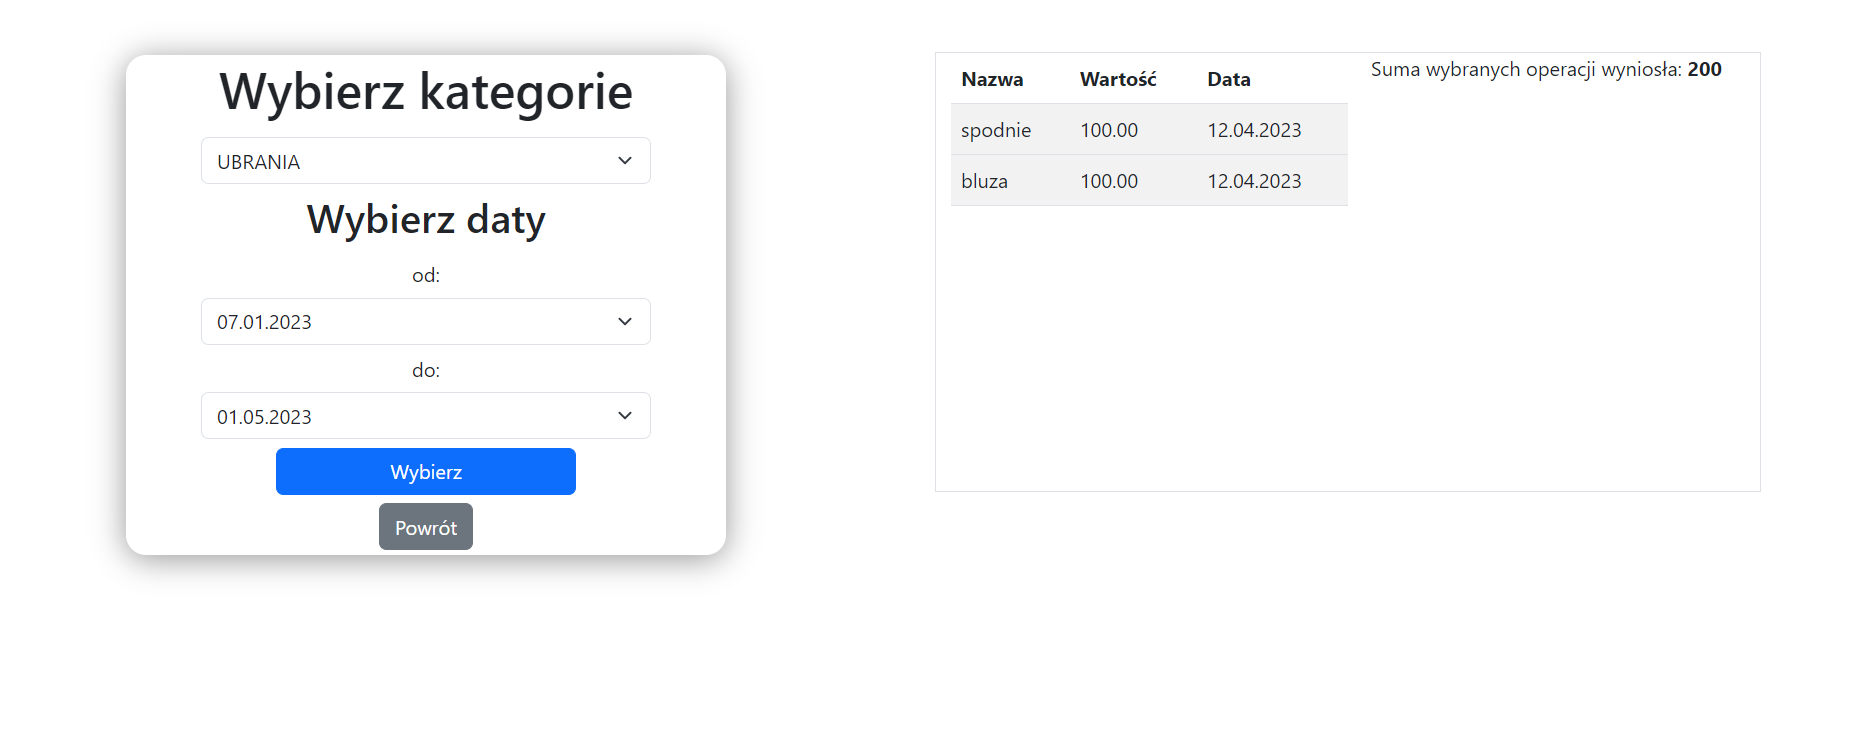 Wybierz kategorie
UBRANIA
Wybierz daty
od:
07.01.2023
do:
01.05.2023
Wybierz
Powrót
Nazwa Wartość Data
spodnie 100.00 12.04.2023
bluza 100.00 12.04.2023
Suma wybranych operacji wyniosła: 200